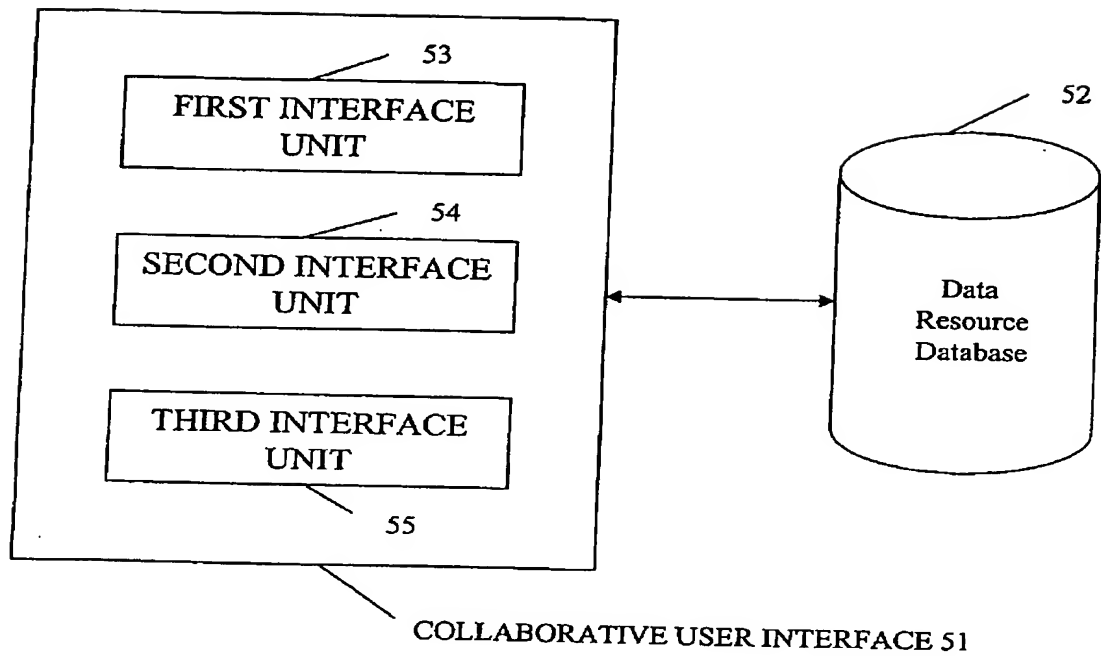 53
FIRST INTERFACE
UNIT
52
54
SECOND INTERFACE
UNIT
Data
Resource
Database
THIRD INTERFACE
UNIT
55
COLLABORATIVE USER INTERFACE 51